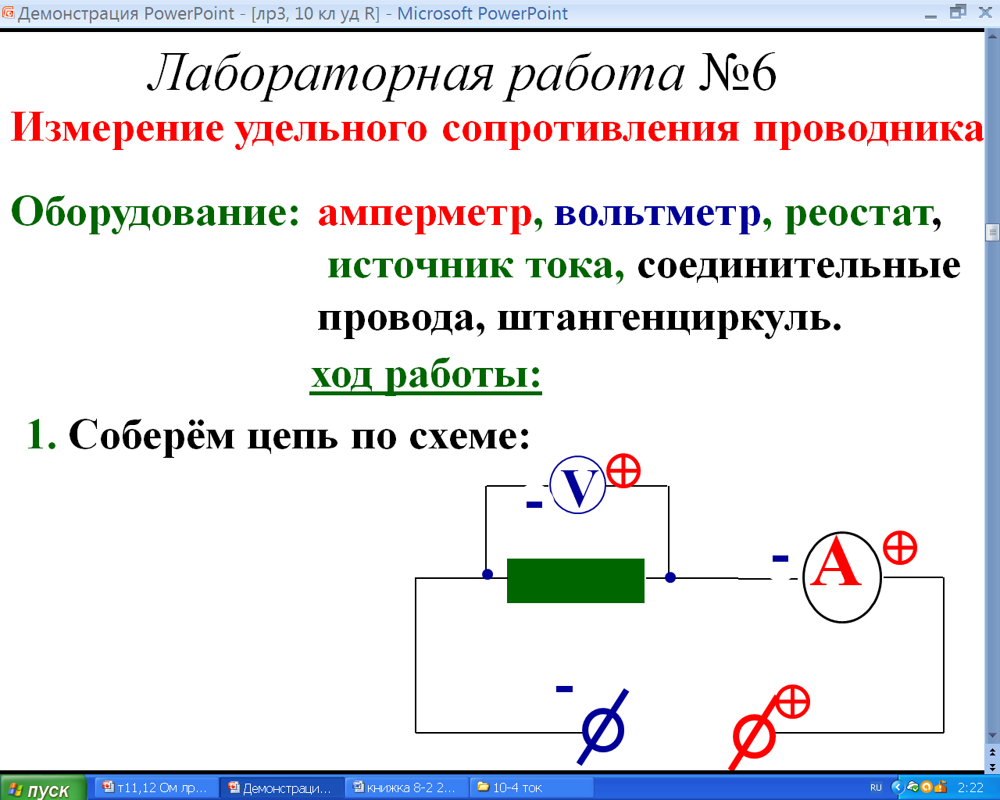 Демонстрация PowerPoint - [лр3, 10 кл уд R] - Microsoft PowerPoint
Лабораторная работа №6
Измерение удельного сопротивления проводника
Оборудование: амперметр, вольтметр, реостат,
источник тока, соединительные
провода, штангенциркуль.
ход работы:
1. Соберём цепь по схеме:
- V +
- A +
- +
пуск
т11,12 Ом лр...
Демонстраци...
книжка 8-2 2...
10-4 ток
RU
2:22